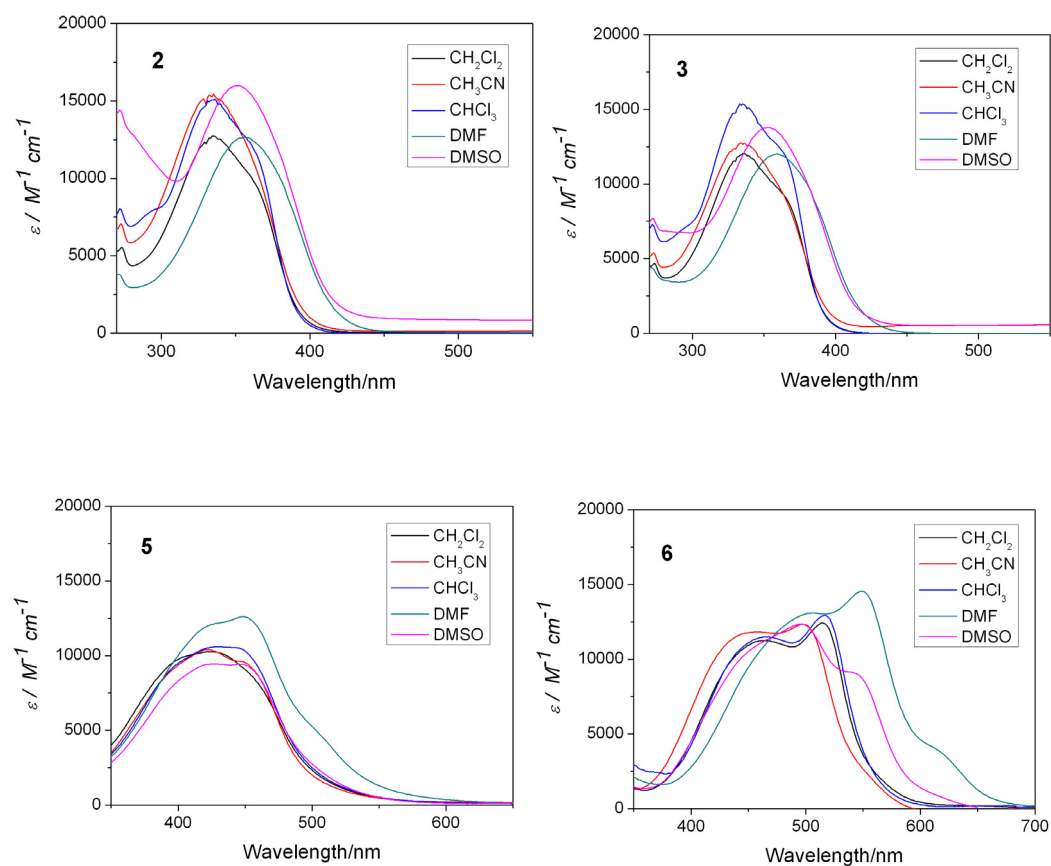 20000
15000
10000
5000
0
300
400
500
ε / M⁻¹ cm⁻¹
Wavelength/nm
2
CH₂Cl₂
CH₃CN
CHCl₃
DMF
DMSO
20000
15000
10000
5000
0
300
400
500
ε / M⁻¹ cm⁻¹
Wavelength/nm
3
CH₂Cl₂
CH₃CN
CHCl₃
DMF
DMSO
20000
15000
10000
5000
0
400
500
600
ε / M⁻¹ cm⁻¹
Wavelength/nm
5
CH₂Cl₂
CH₃CN
CHCl₃
DMF
DMSO
20000
15000
10000
5000
0
400
500
600
700
ε / M⁻¹ cm⁻¹
Wavelength/nm
6
CH₂Cl₂
CH₃CN
CHCl₃
DMF
DMSO